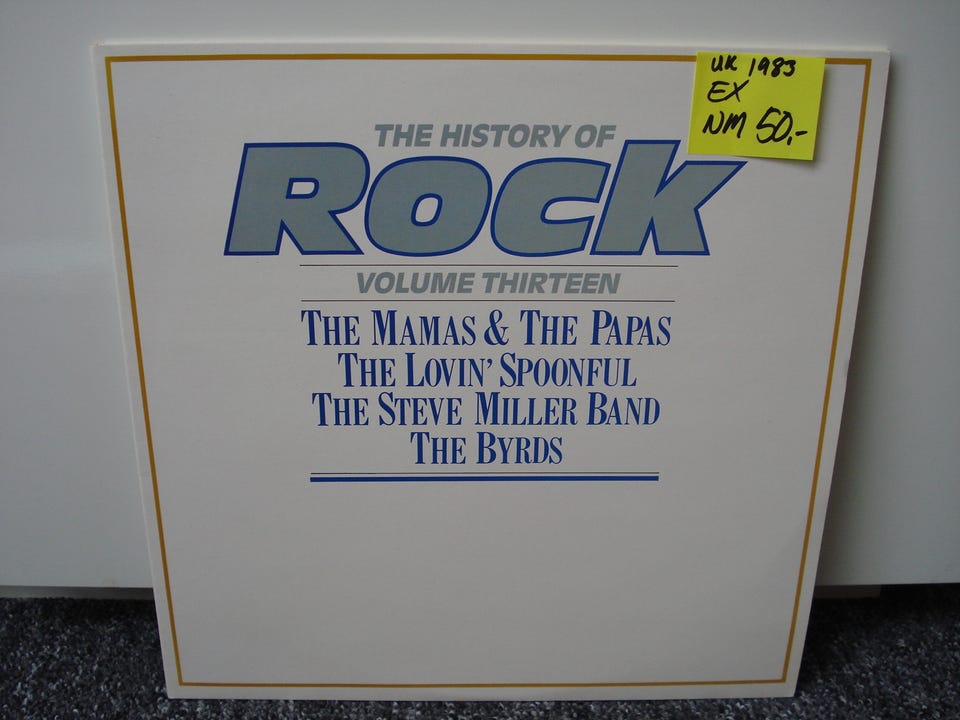 UK 1983
EX
NM 50,-
THE HISTORY OF
ROCK
VOLUME THIRTEEN
THE MAMAS & THE PAPAS
THE LOVIN' SPOONFUL
THE STEVE MILLER BAND
THE BYRDS